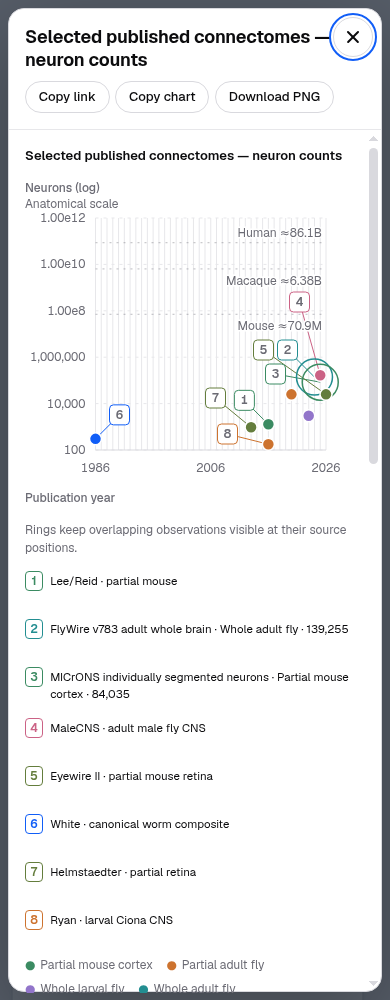 Selected published connectomes —
neuron counts
Copy link
Copy chart
Download PNG
Selected published connectomes — neuron counts
Neurons (log)
Anatomical scale
1.00e12
Human ≈86.1B
1.00e10
Macaque ≈6.38B
4
1.00e8
Mouse ≈70.9M
5
2
1,000,000
3
7
1
10,000
6
8
100
1986
2006
2026
Publication year
Rings keep overlapping observations visible at their source
positions.
1 Lee/Reid · partial mouse
2 FlyWire v783 adult whole brain · Whole adult fly · 139,255
3 MICrONS individually segmented neurons · Partial mouse
cortex · 84,035
4 MaleCNS · adult male fly CNS
5 Eyewire II · partial mouse retina
6 White · canonical worm composite
7 Helmstaedter · partial retina
8 Ryan · larval Ciona CNS
Partial mouse cortex
Partial adult fly
Whole larval fly
Whole adult fly